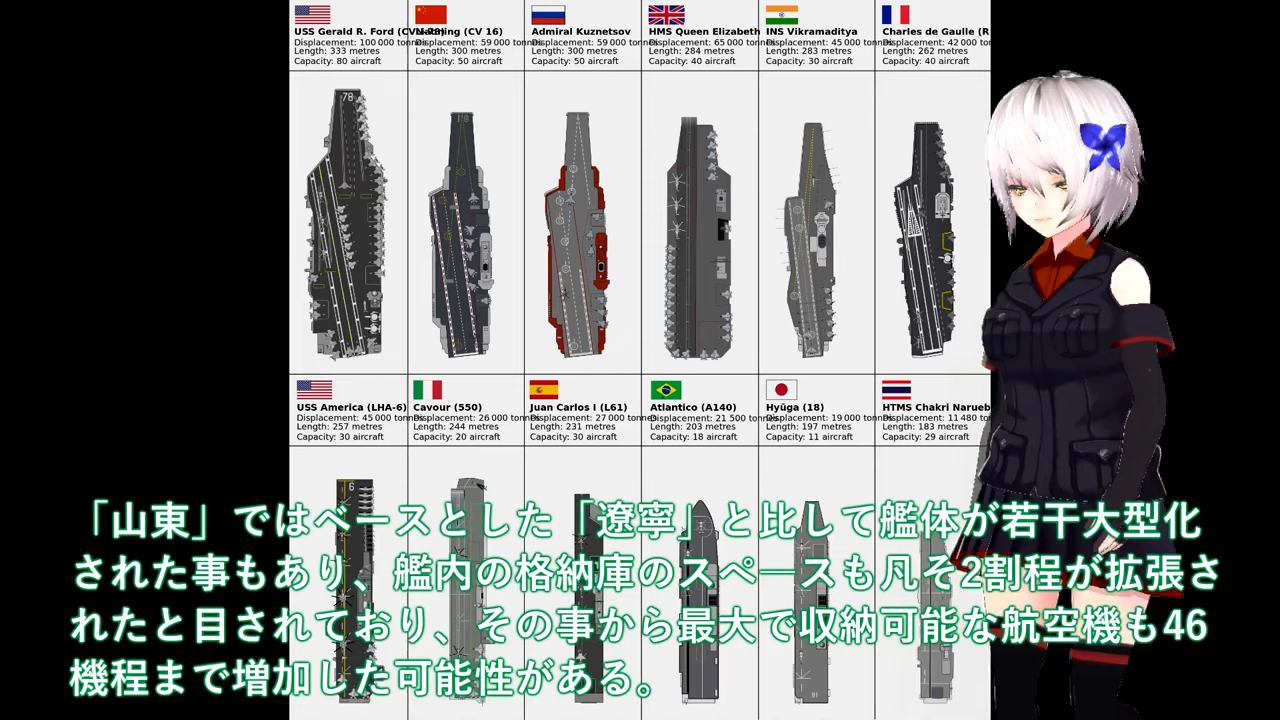 USS Gerald R. Ford (CVN-78)
Displacement: 100 000 tonnes
Length: 333 metres
Capacity: 80 aircraft
(CV 16)
Displacement: 59 000 tonnes
Length: 300 metres
Capacity: 50 aircraft
Admiral Kuznetsov
Displacement: 59 000 tonnes
Length: 300 metres
Capacity: 50 aircraft
HMS Queen Elizabeth
Displacement: 65 000 tonnes
Length: 284 metres
Capacity: 40 aircraft
INS Vikramaditya
Displacement: 45 000 tonnes
Length: 283 metres
Capacity: 30 aircraft
Charles de Gaulle (R
Displacement: 42 000 ton
Length: 262 metres
Capacity: 40 aircraft
78
USS America (LHA-6)
Displacement: 45 000 tonnes
Length: 257 metres
Capacity: 30 aircraft
Cavour (550)
Displacement: 26 000 tonnes
Length: 244 metres
Capacity: 20 aircraft
Juan Carlos I (L61)
Displacement: 27 000 tonnes
Length: 231 metres
Capacity: 30 aircraft
Atlantico (A140)
Displacement: 21 500 tonnes
Length: 203 metres
Capacity: 18 aircraft
Hyūga (18)
Displacement: 19 000 tonnes
Length: 197 metres
Capacity: 11 aircraft
HTMS Chakri Narueb
Displacement: 11 480 to
Length: 183 metres
Capacity: 29 aircraft
6
「山東」ではベースとした「遼寧」と比して艦体が若干大型化
された事もあり、艦内の格納庫のスペースも凡そ2割程が拡張さ
れたと目されており、その事から最大で収納可能な航空機も46
機程まで増加した可能性がある。